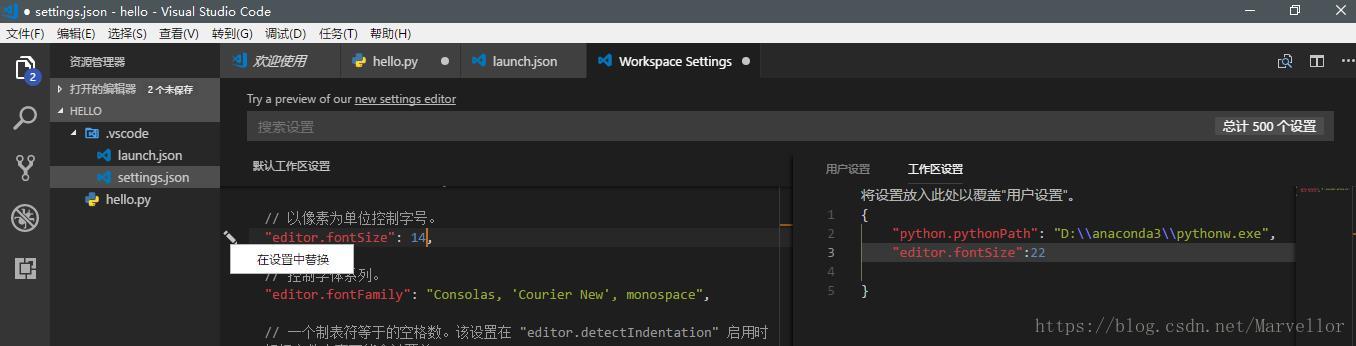 ● settings.json - hello - Visual Studio Code
文件(F) 编辑(E) 选择(S) 查看(V) 转到(G) 调试(D) 任务(T) 帮助(H)
资源管理器
欢迎使用 hello.py ● launch.json Workspace Settings ●
2
打开的编辑器 2 个未保存
HELLO
.vscode
launch.json
settings.json
hello.py
Try a preview of our new settings editor
搜索设置
总计 500 个设置
默认工作区设置
// 以像素为单位控制字号。
"editor.fontSize": 14,
在设置中替换
// 控制字体系列。
"editor.fontFamily": "Consolas, 'Courier New', monospace",
// 一个制表符等于的空格数。该设置在 "editor.detectIndentation" 启用时
用户设置 工作区设置
将设置放入此处以覆盖"用户设置"。
1 {
2 "python.pythonPath": "D:\\anaconda3\\pythonw.exe",
3 "editor.fontSize":22
4
5 }
https://blog.csdn.net/Marvellor